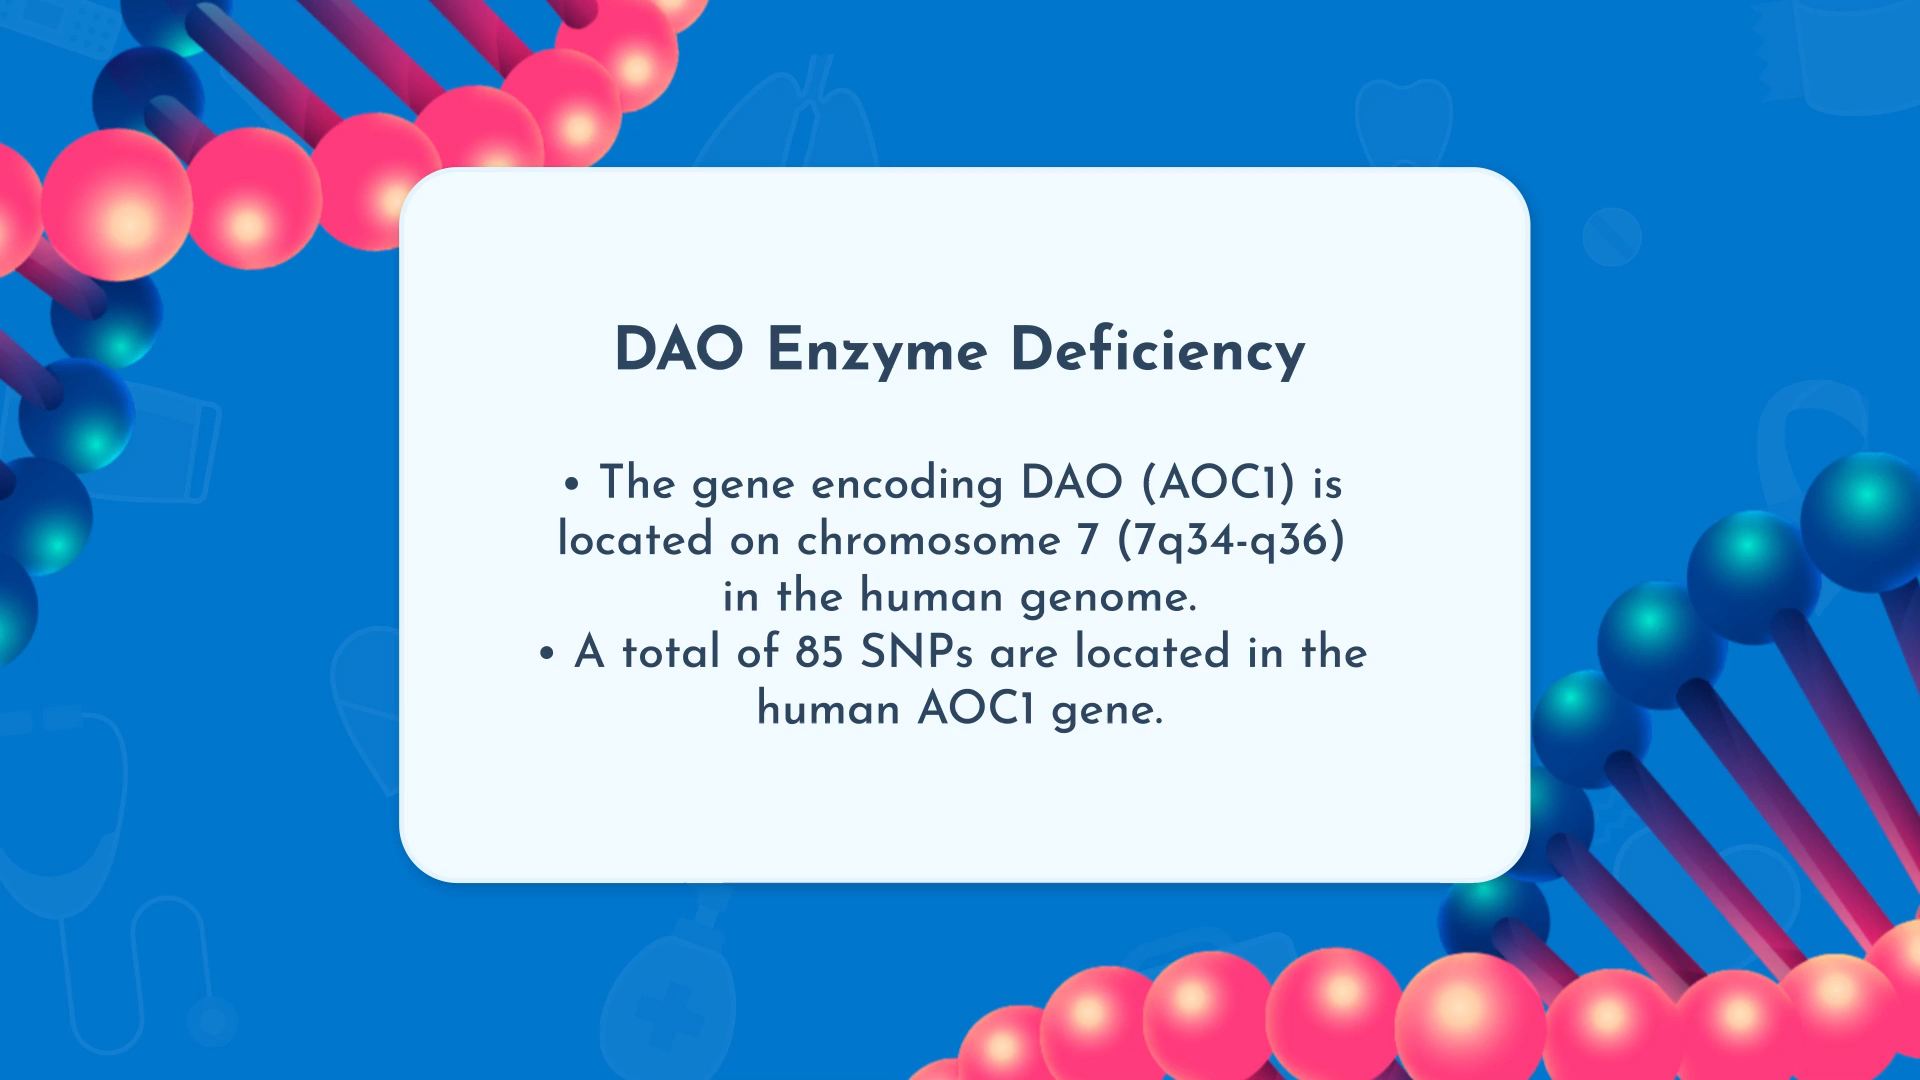 DAO Enzyme Deficiency
• The gene encoding DAO (AOC1) is
located on chromosome 7 (7q34-q36)
in the human genome.
• A total of 85 SNPs are located in the
human AOC1 gene.